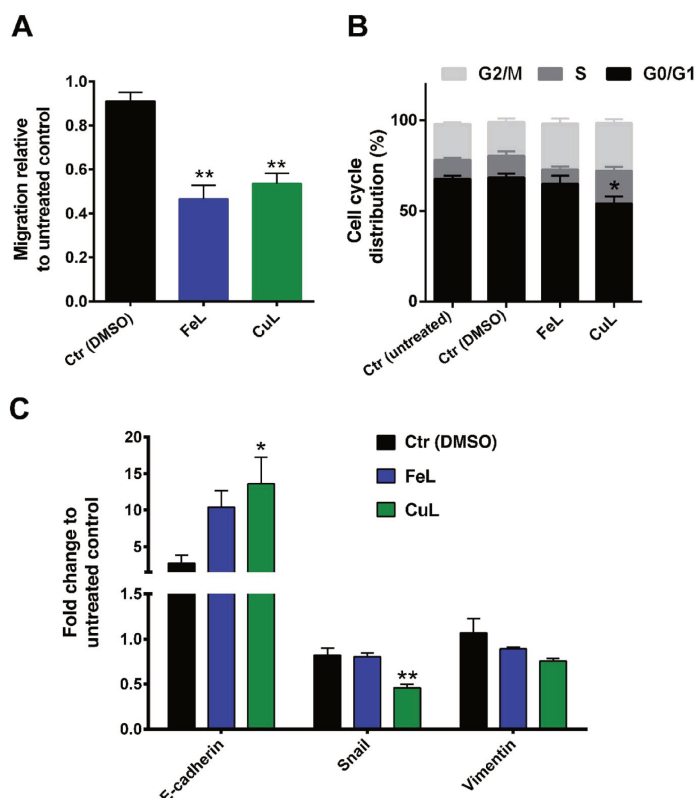 A
Migration relative
to untreated control
1.0
0.8
0.6
0.4
0.2
0.0
**
**
Ctr (DMSO)
FeL
CuL
B
G2/M
S
G0/G1
Cell cycle
distribution (%)
100
50
0
*
Ctr (untreated)
Ctr (DMSO)
FeL
CuL
C
Fold change to
untreated control
20
15
10
5
1.5
1.0
0.5
0.0
*
**
Ctr (DMSO)
FeL
CuL
E-cadherin
Snail
Vimentin